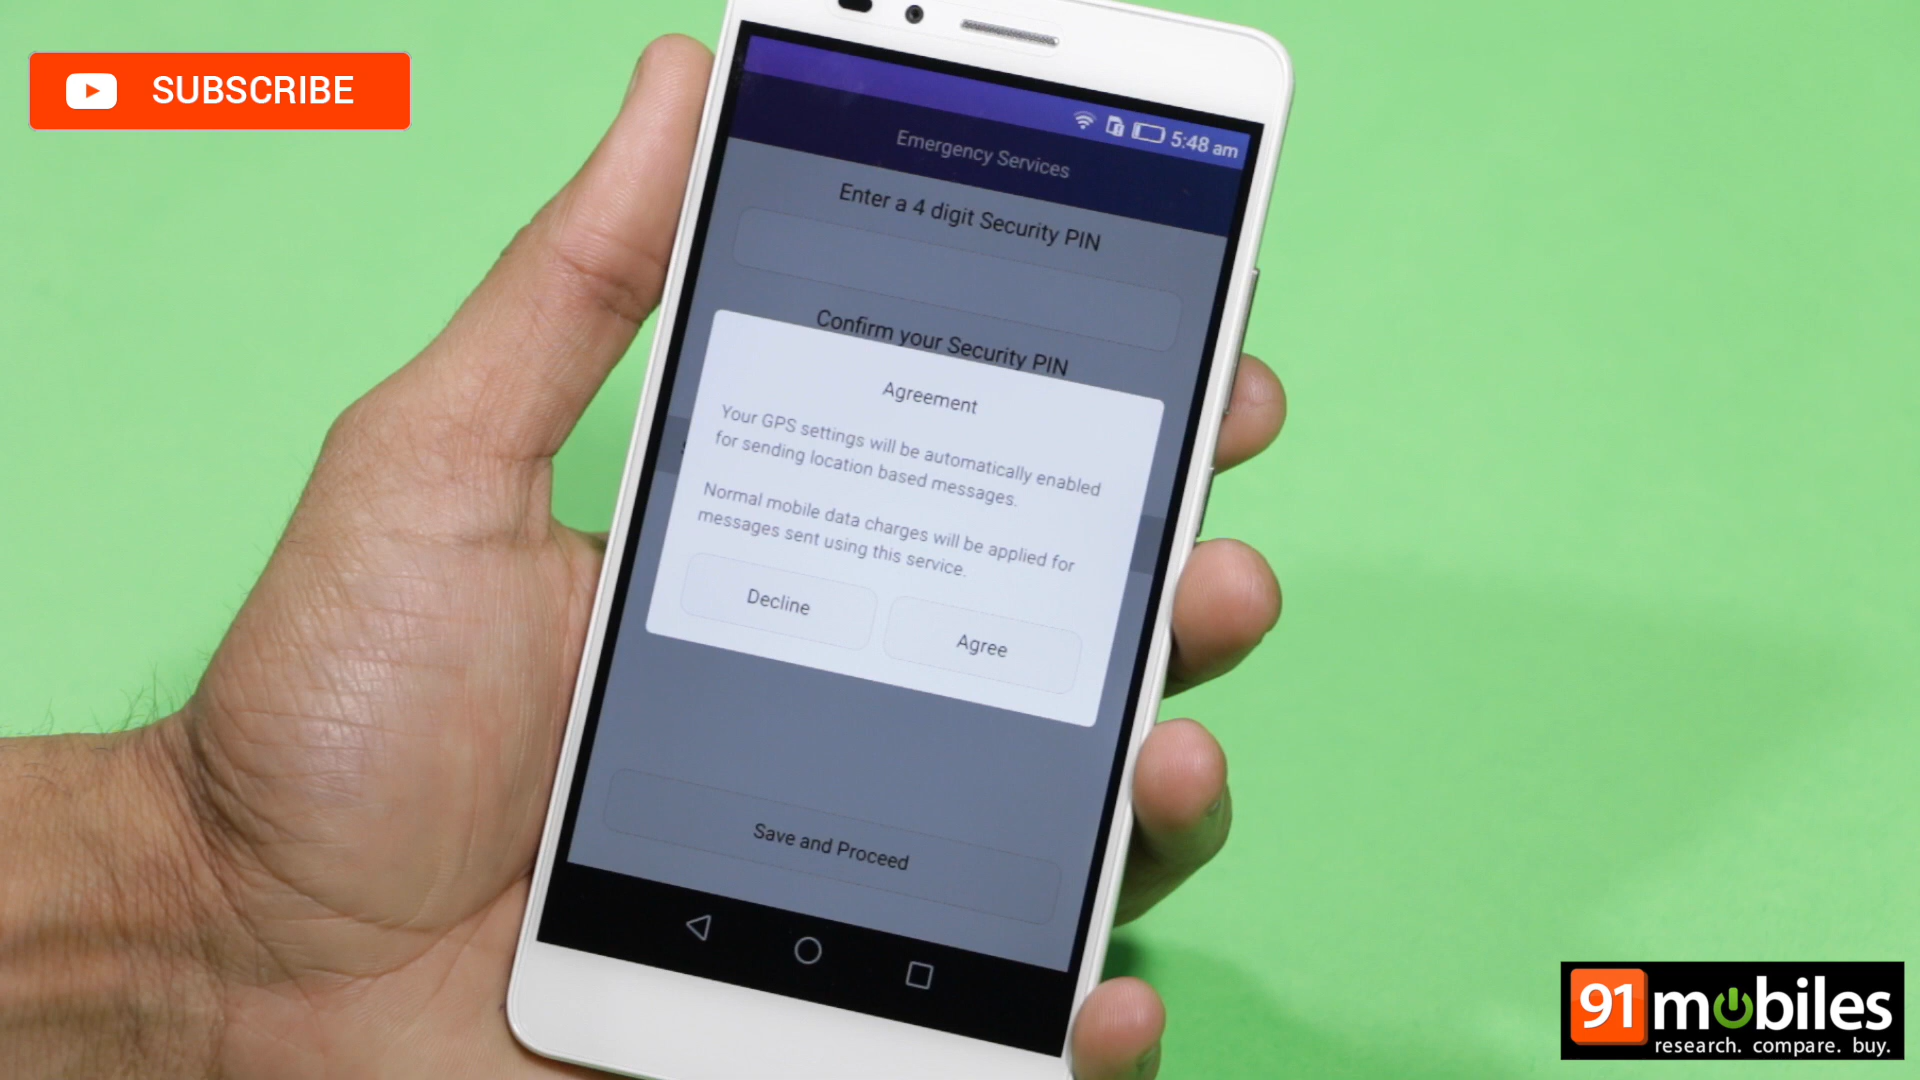 SUBSCRIBE
5:48 am
Emergency Services
Enter a 4 digit Security PIN
Confirm your Security PIN
Agreement
Your GPS settings will be automatically enabled
for sending location based messages.
Normal mobile data charges will be applied for
messages sent using this service.
Decline
Agree
Save and Proceed
91mobiles
research. compare. buy.